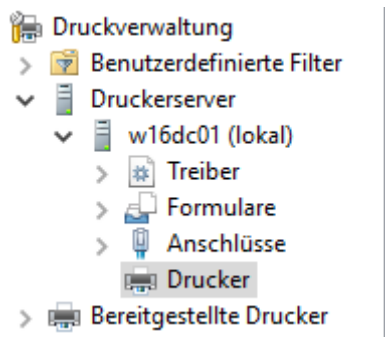 Druckverwaltung
Benutzerdefinierte Filter
Druckerserver
w16dc01 (lokal)
Treiber
Formulare
Anschlüsse
Drucker
Bereitgestellte Drucker